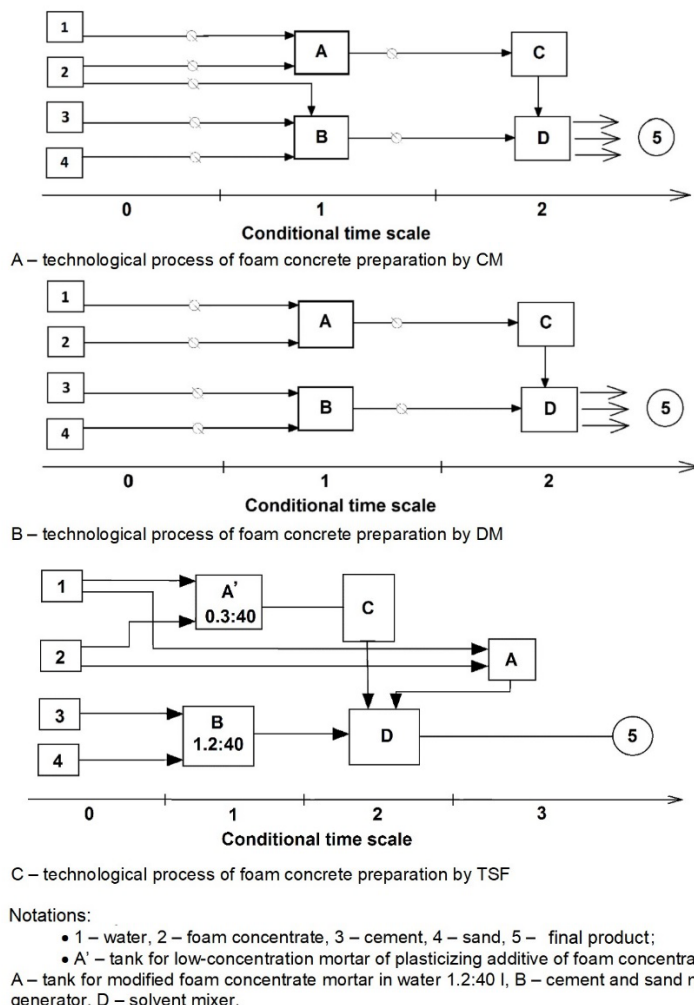 1
A
C
2
3
B
D
5
4
0 1 2
Conditional time scale
A – technological process of foam concrete preparation by CM
1
A
C
2
3
B
D
5
4
0 1 2
Conditional time scale
B – technological process of foam concrete preparation by DM
1
A'
0.3:40
C
2
A
3
B
1.2:40
D
5
4
0 1 2 3
Conditional time scale
C – technological process of foam concrete preparation by TSF
Notations:
• 1 – water, 2 – foam concentrate, 3 – cement, 4 – sand, 5 – final product;
• A' – tank for low-concentration mortar of plasticizing additive of foam
A – tank for modified foam concentrate mortar in water 1.2:40 l, B – cement and sand
generator, D – solvent mixer.